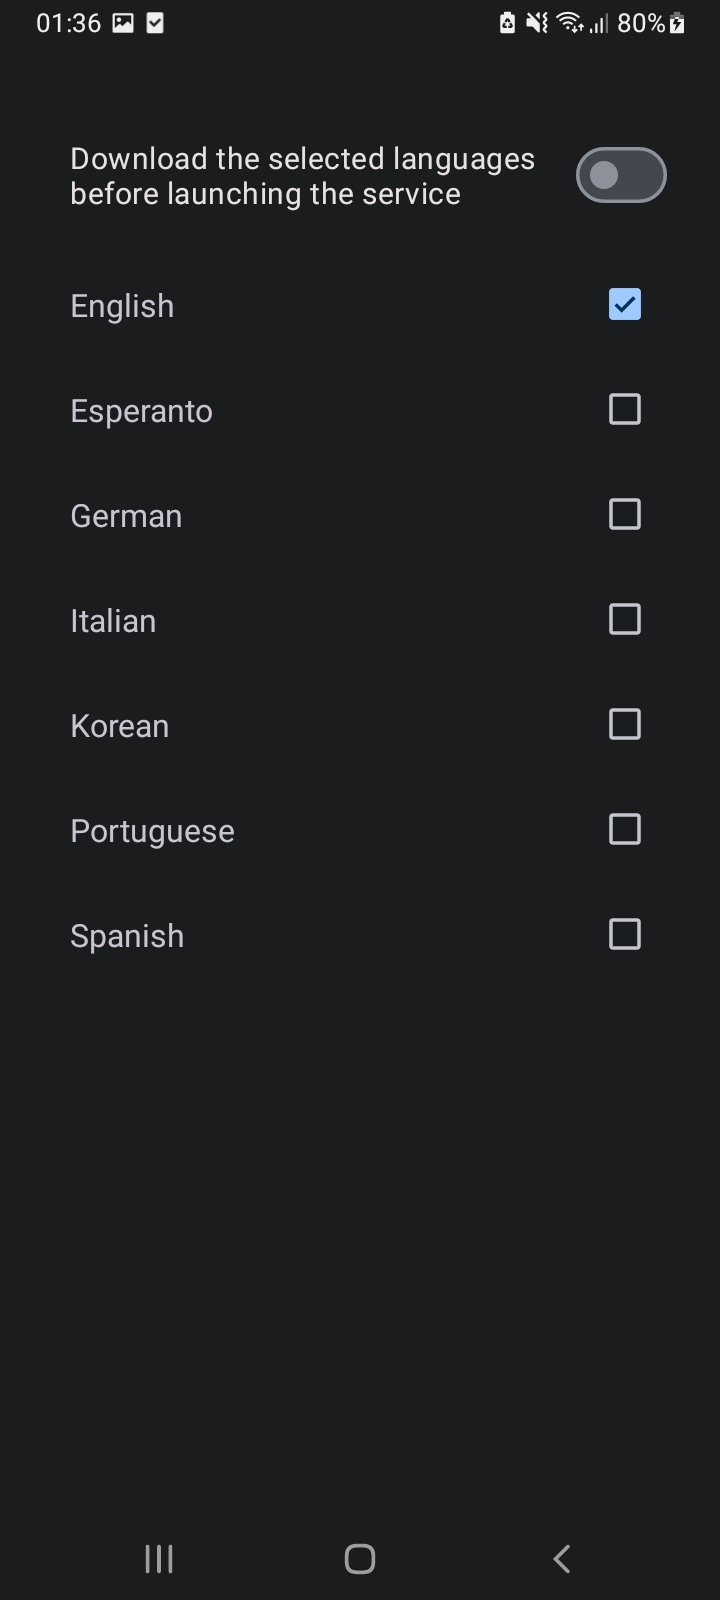 01:36 80%
Download the selected languages
before launching the service
English
Esperanto
German
Italian
Korean
Portuguese
Spanish